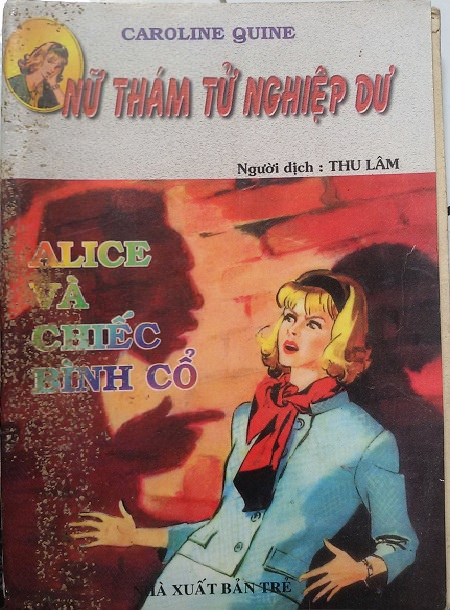 CAROLINE QUINE
NỮ THÁM TỬ NGHIỆP DƯ
Người dịch : THU LÂM
ALICE
VÀ
CHIẾC
BÌNH CỔ
NHÀ XUẤT BẢN TRẺ